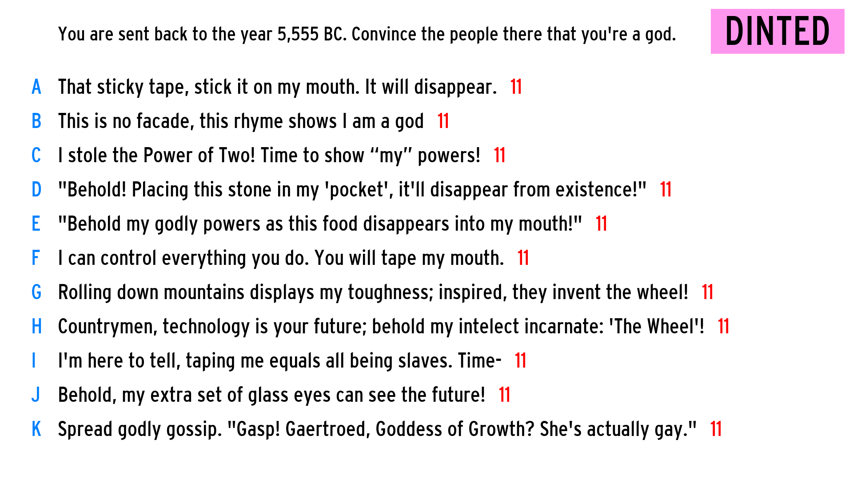 You are sent back to the year 5,555 BC. Convince the people there that you're a god.
DINTED
A That sticky tape, stick it on my mouth. It will disappear. 11
B This is no facade, this rhyme shows I am a god 11
C I stole the Power of Two! Time to show “my” powers! 11
D "Behold! Placing this stone in my 'pocket', it'll disappear from existence!" 11
E "Behold my godly powers as this food disappears into my mouth!" 11
F I can control everything you do. You will tape my mouth. 11
G Rolling down mountains displays my toughness; inspired, they invent the wheel! 11
H Countrymen, technology is your future; behold my intelect incarnate: 'The Wheel'! 11
I I'm here to tell, taping me equals all being slaves. Time- 11
J Behold, my extra set of glass eyes can see the future! 11
K Spread godly gossip. "Gasp! Gaertroed, Goddess of Growth? She's actually gay." 11